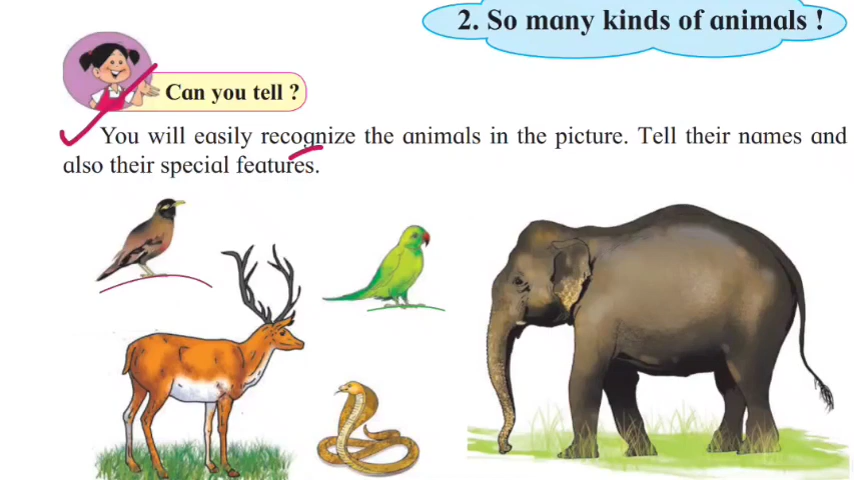 2. So many kinds of animals !
Can you tell ?
You will easily recognize the animals in the picture. Tell their names and
also their special features.